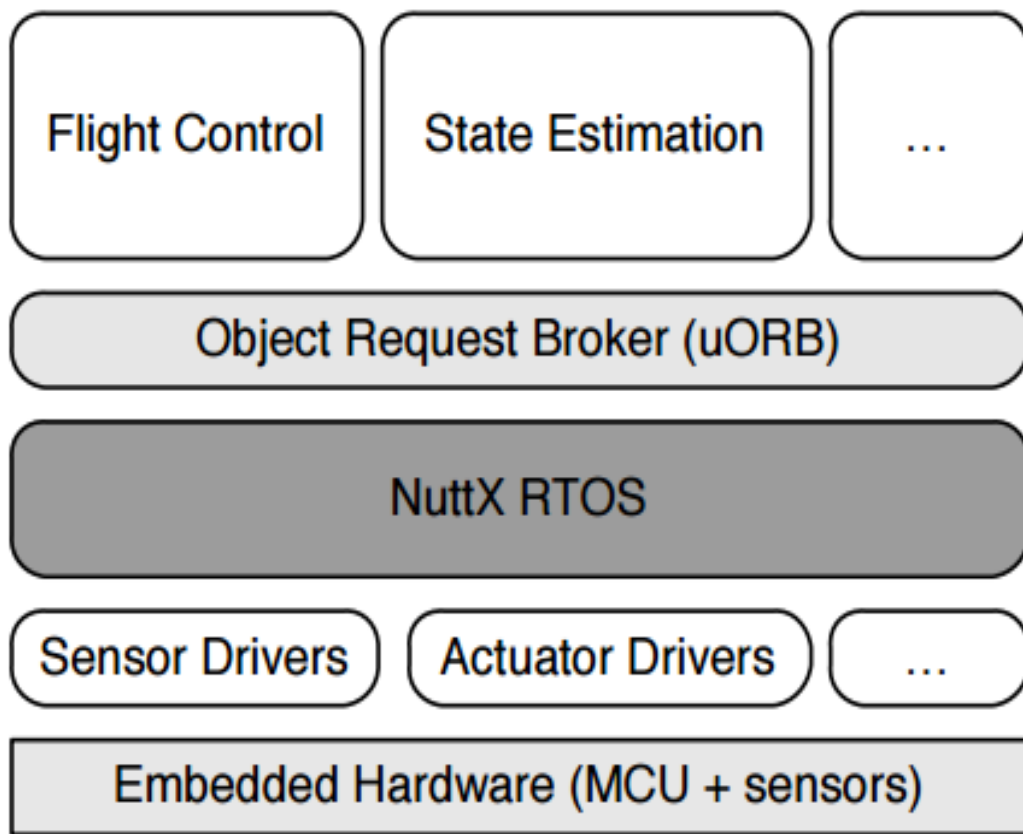 Flight Control
State Estimation
...
Object Request Broker (uORB)
NuttX RTOS
Sensor Drivers
Actuator Drivers
...
Embedded Hardware (MCU + sensors)